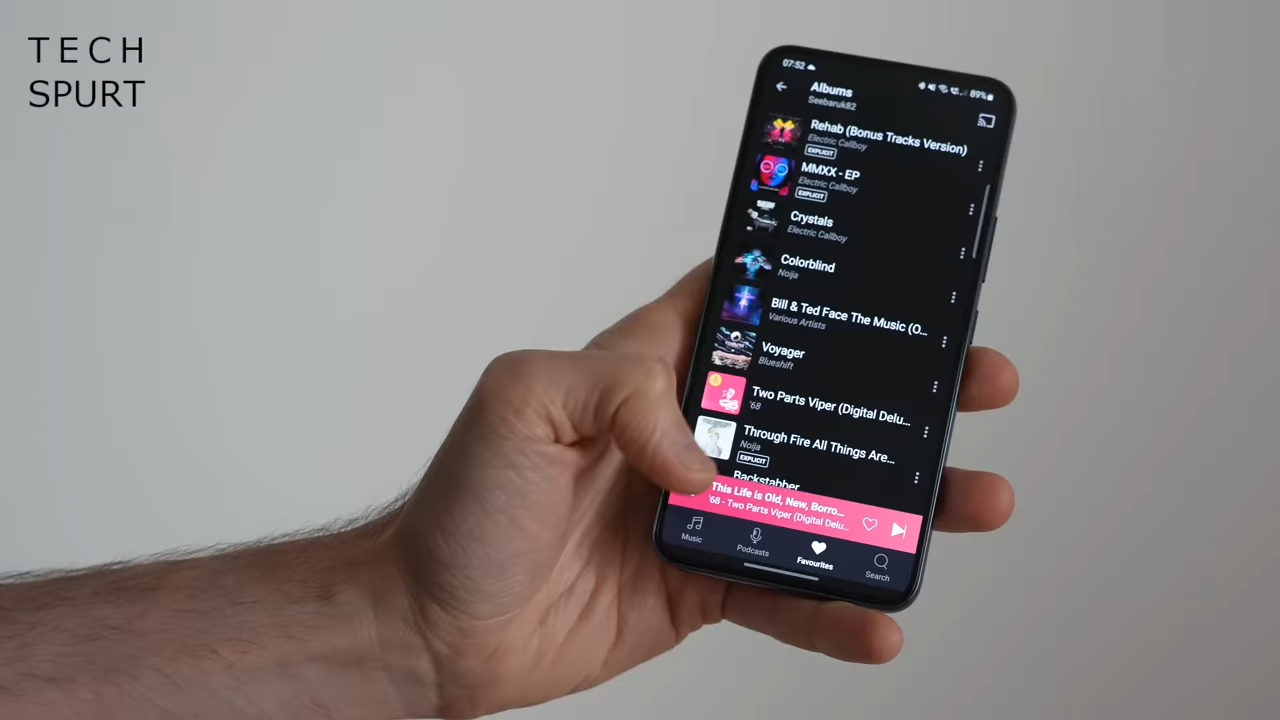 TECH
SPURT
07:52
89%
Albums
Seebaruk82
Rehab (Bonus Tracks Version)
Electric Callboy
EXPLICIT
MMXX - EP
Electric Callboy
EXPLICIT
Crystals
Electric Callboy
Colorblind
Noija
Bill & Ted Face The Music (O...
Various Artists
Voyager
Blueshift
Two Parts Viper (Digital Delu...
'68
Through Fire All Things Are...
Noija
EXPLICIT
Backstabber
This Life is Old, New, Borro...
'68 - Two Parts Viper (Digital Delu...
Music
Podcasts
Favourites
Search